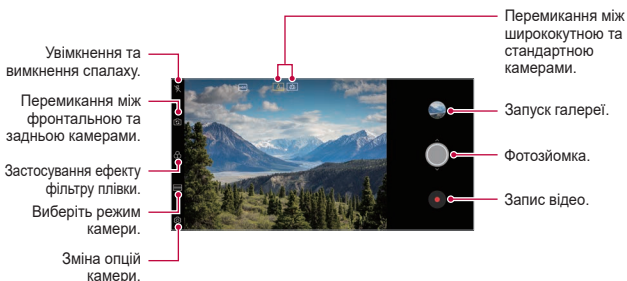 Увімкнення та
вимкнення спалаху.
Перемикання між
фронтальною та
задньою камерами.
Застосування ефекту
фільтру плівки.
Виберіть режим
камери.
Зміна опцій
камери.
Перемикання між
ширококутною та
стандартною
камерами.
Запуск галереї.
Фотозйомка.
Запис відео.